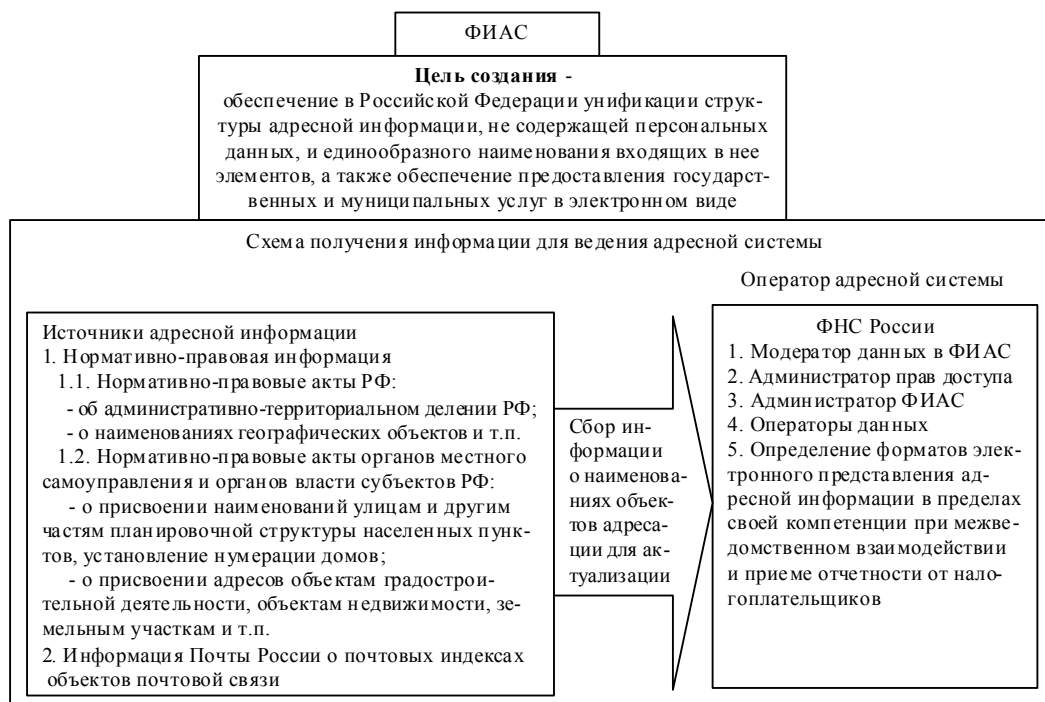 ФИАС
Цель создания -
обеспечение в Российской Федерации унификации струк-
туры адресной информации, не содержащей персональных
данных, и единообразного наименования входящих в нее
элементов, а также обеспечение предоставления государст-
венных и муниципальных услуг в электронном виде
Схема получения информации для ведения адресной системы
Источники адресной информации
1. Нормативно-правовая информация
1.1. Нормативно-правовые акты РФ:
- об административно-территориальном делении РФ;
- о наименованиях географических объектов и т.п.
1.2. Нормативно-правовые акты органов местного
самоуправления и органов власти субъектов РФ:
- о присвоении наименований улицам и другим
частям планировочной структуры населенных пунк-
тов, установление нумерации домов;
- о присвоении адресов объектам градострои-
тельной деятельности, объектам недвижимости, зе-
мельным участкам и т.п.
2. Информация Почты России о почтовых индексах
объектов почтовой связи
Сбор ин-
формации
о наименова-
ниях объек-
тов адреса-
ции для ак-
туализации
Оператор адресной системы
ФНС России
1. Модератор данных в ФИАС
2. Администратор прав доступа
3. Администратор ФИАС
4. Операторы данных
5. Определение форматов элек-
тронного представления ад-
ресной информации в пределах
своей компетенции при межве-
домственном взаимодействии
и приеме отчетности от нало-
гоплательщиков